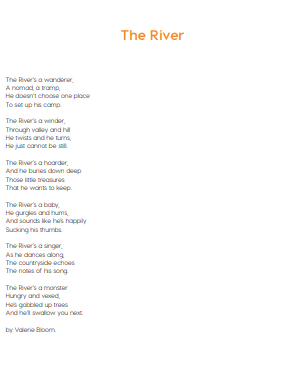 The River
The River's a wanderer,
A nomad, a tramp,
He doesn't choose one place
To set up his camp.
The River's a winder,
Through valley and hill
He twists and he turns,
He just cannot be still.
The River's a hoarder,
And he buries down deep
Those little treasures
That he wants to keep.
The River's a baby,
He gurgles and hums,
And sounds like he's happily
Sucking his thumbs.
The River's a singer,
As he dances along,
The countryside echoes
The notes of his song.
The River's a monster
Hungry and vexed,
He's gobbled up trees
And he'll swallow you next.
by Valerie Bloom.